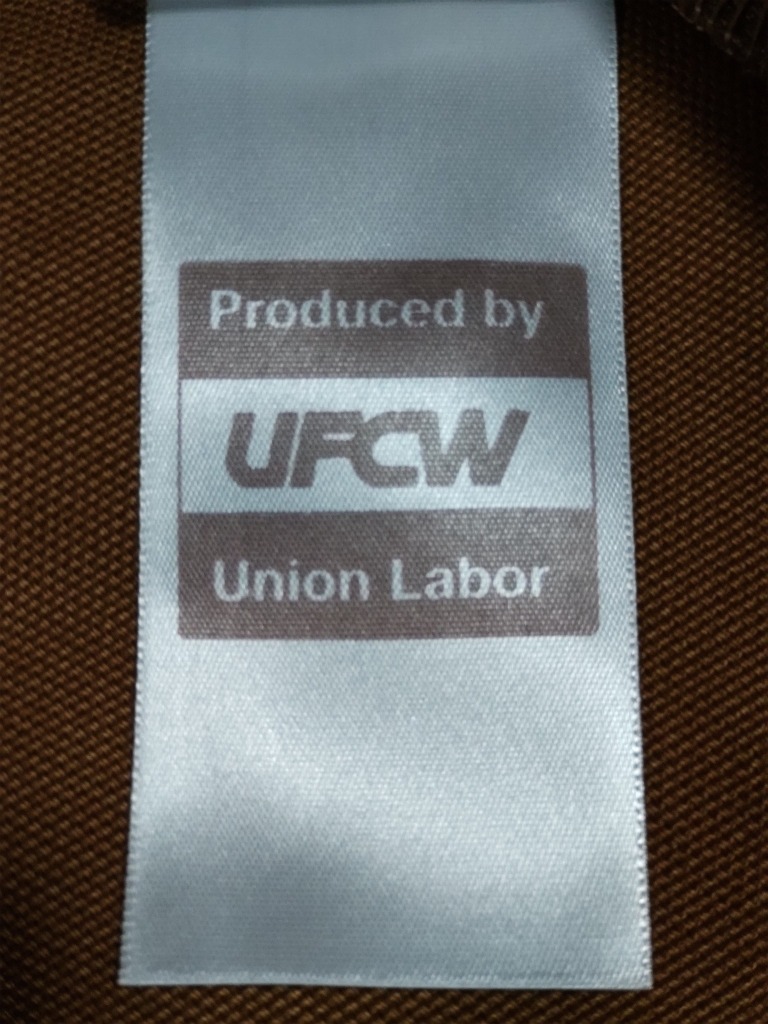 Produced by
UFCW
Union Labor